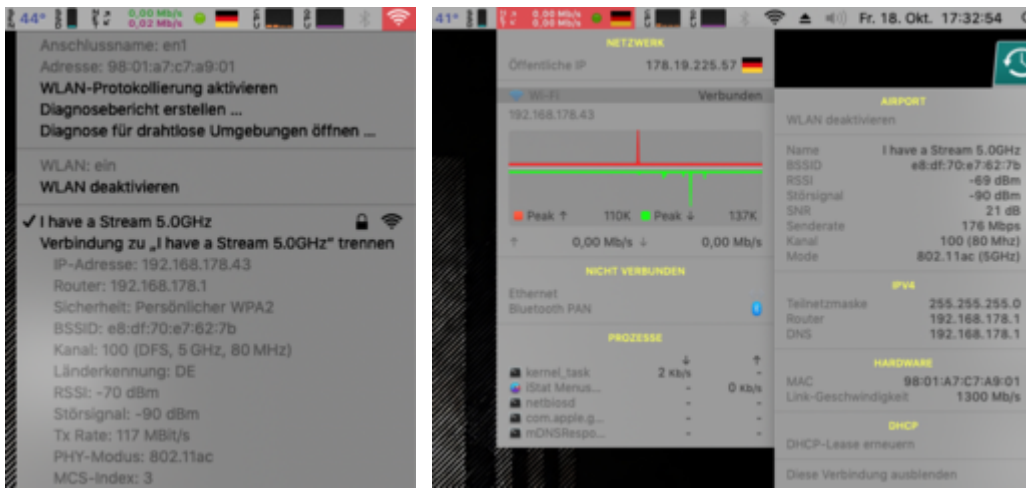 44° 0,00 Mb/s
0,02 Mb/s
Anschlussname: en1
Adresse: 98:01:a7:c7:a9:01
WLAN-Protokollierung aktivieren
Diagnosebericht erstellen ...
Diagnose für drahtlose Umgebungen öffnen ...
WLAN: ein
WLAN deaktivieren
✓ I have a Stream 5.0GHz
Verbindung zu „I have a Stream 5.0GHz" trennen
IP-Adresse: 192.168.178.43
Router: 192.168.178.1
Sicherheit: Persönlicher WPA2
BSSID: e8:df:70:e7:62:7b
Kanal: 100 (DFS, 5 GHz, 80 MHz)
Länderkennung: DE
RSSI: -70 dBm
Störsignal: -90 dBm
Tx Rate: 117 MBit/s
PHY-Modus: 802.11ac
MCS-Index: 3
41° 0,00 Mb/s
0,00 Mb/s
Fr. 18. Okt. 17:32:54
NETZWERK
Öffentliche IP 178.19.225.57
Wi-Fi Verbunden
192.168.178.43
Peak ↑ 110K Peak ↓ 137K
↑ 0,00 Mb/s ↓ 0,00 Mb/s
NICHT VERBUNDEN
Ethernet
Bluetooth PAN
PROZESSE
↓ ↑
kernel_task 2 Kb/s -
iStat Menus... - 0 Kb/s
netbiosd - -
com.apple.g... - -
mDNSRespo... - -
AIRPORT
WLAN deaktivieren
Name I have a Stream 5.0GHz
BSSID e8:df:70:e7:62:7b
RSSI -69 dBm
Störsignal -90 dBm
SNR 21 dB
Senderate 176 Mbps
Kanal 100 (80 Mhz)
Mode 802.11ac (5GHz)
IPV4
Teilnetzmaske 255.255.255.0
Router 192.168.178.1
DNS 192.168.178.1
HARDWARE
MAC 98:01:A7:C7:A9:01
Link-Geschwindigkeit 1300 Mb/s
DHCP
DHCP-Lease erneuern
Diese Verbindung ausblenden